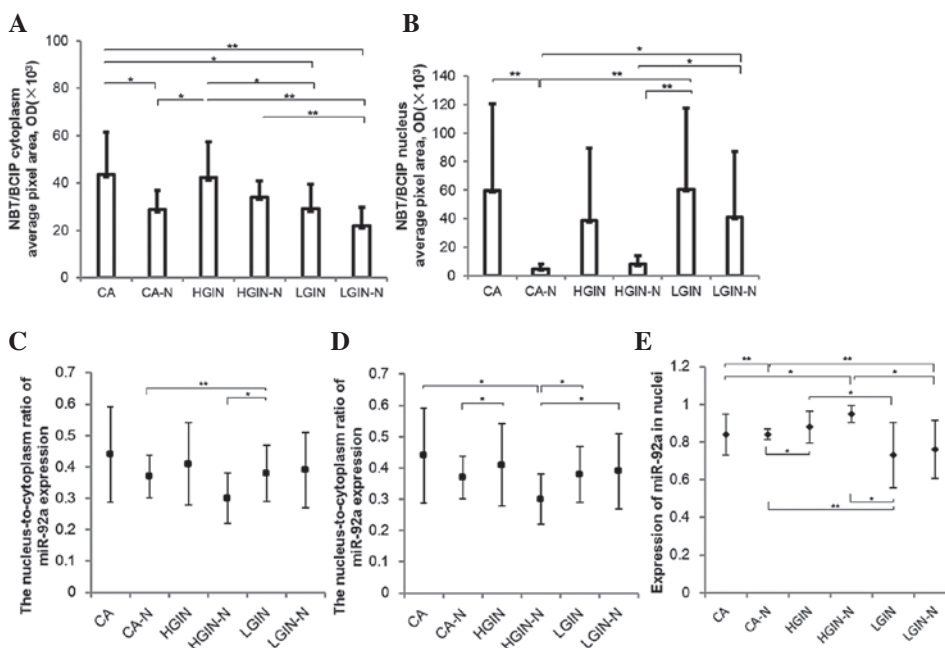 A
NBT/BCIP cytoplasm
average pixel area, OD(×10³)
100
80
60
40
20
0
**
*
*
*
*
**
**
CA
CA-N
HGIN
HGIN-N
LGIN
LGIN-N
B
NBT/BCIP nucleus
average pixel area, OD(×10³)
140
120
100
80
60
40
20
0
*
*
**
**
**
CA
CA-N
HGIN
HGIN-N
LGIN
LGIN-N
C
The nucleus-to-cytoplasm ratio of
miR-92a expression
0.7
0.6
0.5
0.4
0.3
0.2
0.1
0
**
*
CA
CA-N
HGIN
HGIN-N
LGIN
LGIN-N
D
The nucleus-to-cytoplasm ratio of
miR-92a expression
0.7
0.6
0.5
0.4
0.3
0.2
0.1
0
*
*
*
*
CA
CA-N
HGIN
HGIN-N
LGIN
LGIN-N
E
Expression of miR-92a in nuclei
1.2
1
0.8
0.6
0.4
0.2
0
**
**
*
*
*
*
*
**
CA
CA-N
HGIN
HGIN-N
LGIN
LGIN-N